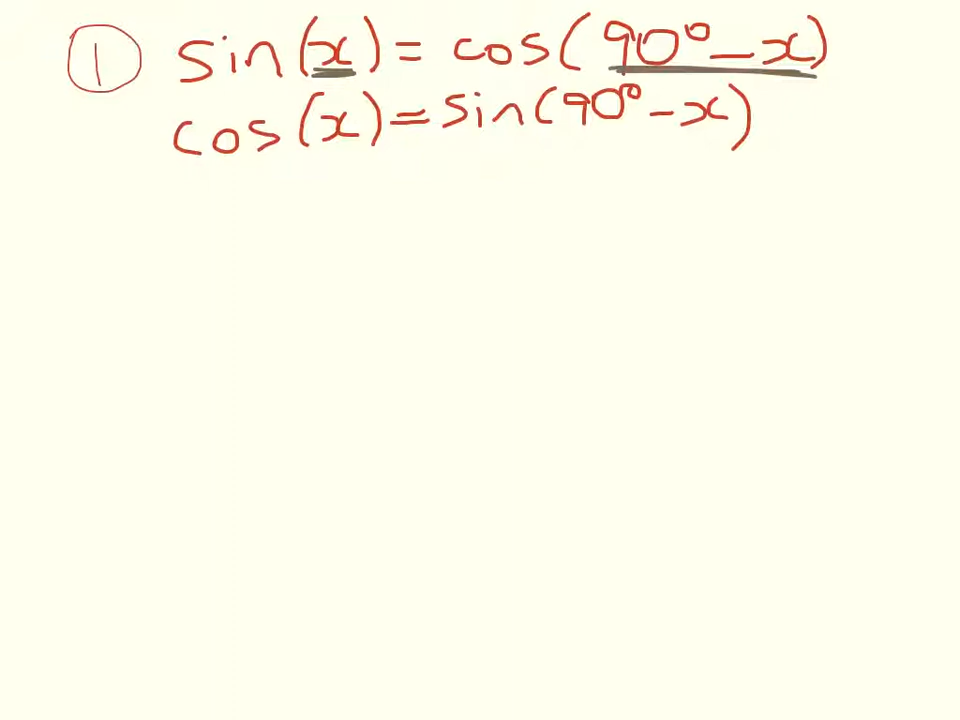 ① sin(x) = cos(90° - x)
cos(x) = sin(90° - x)